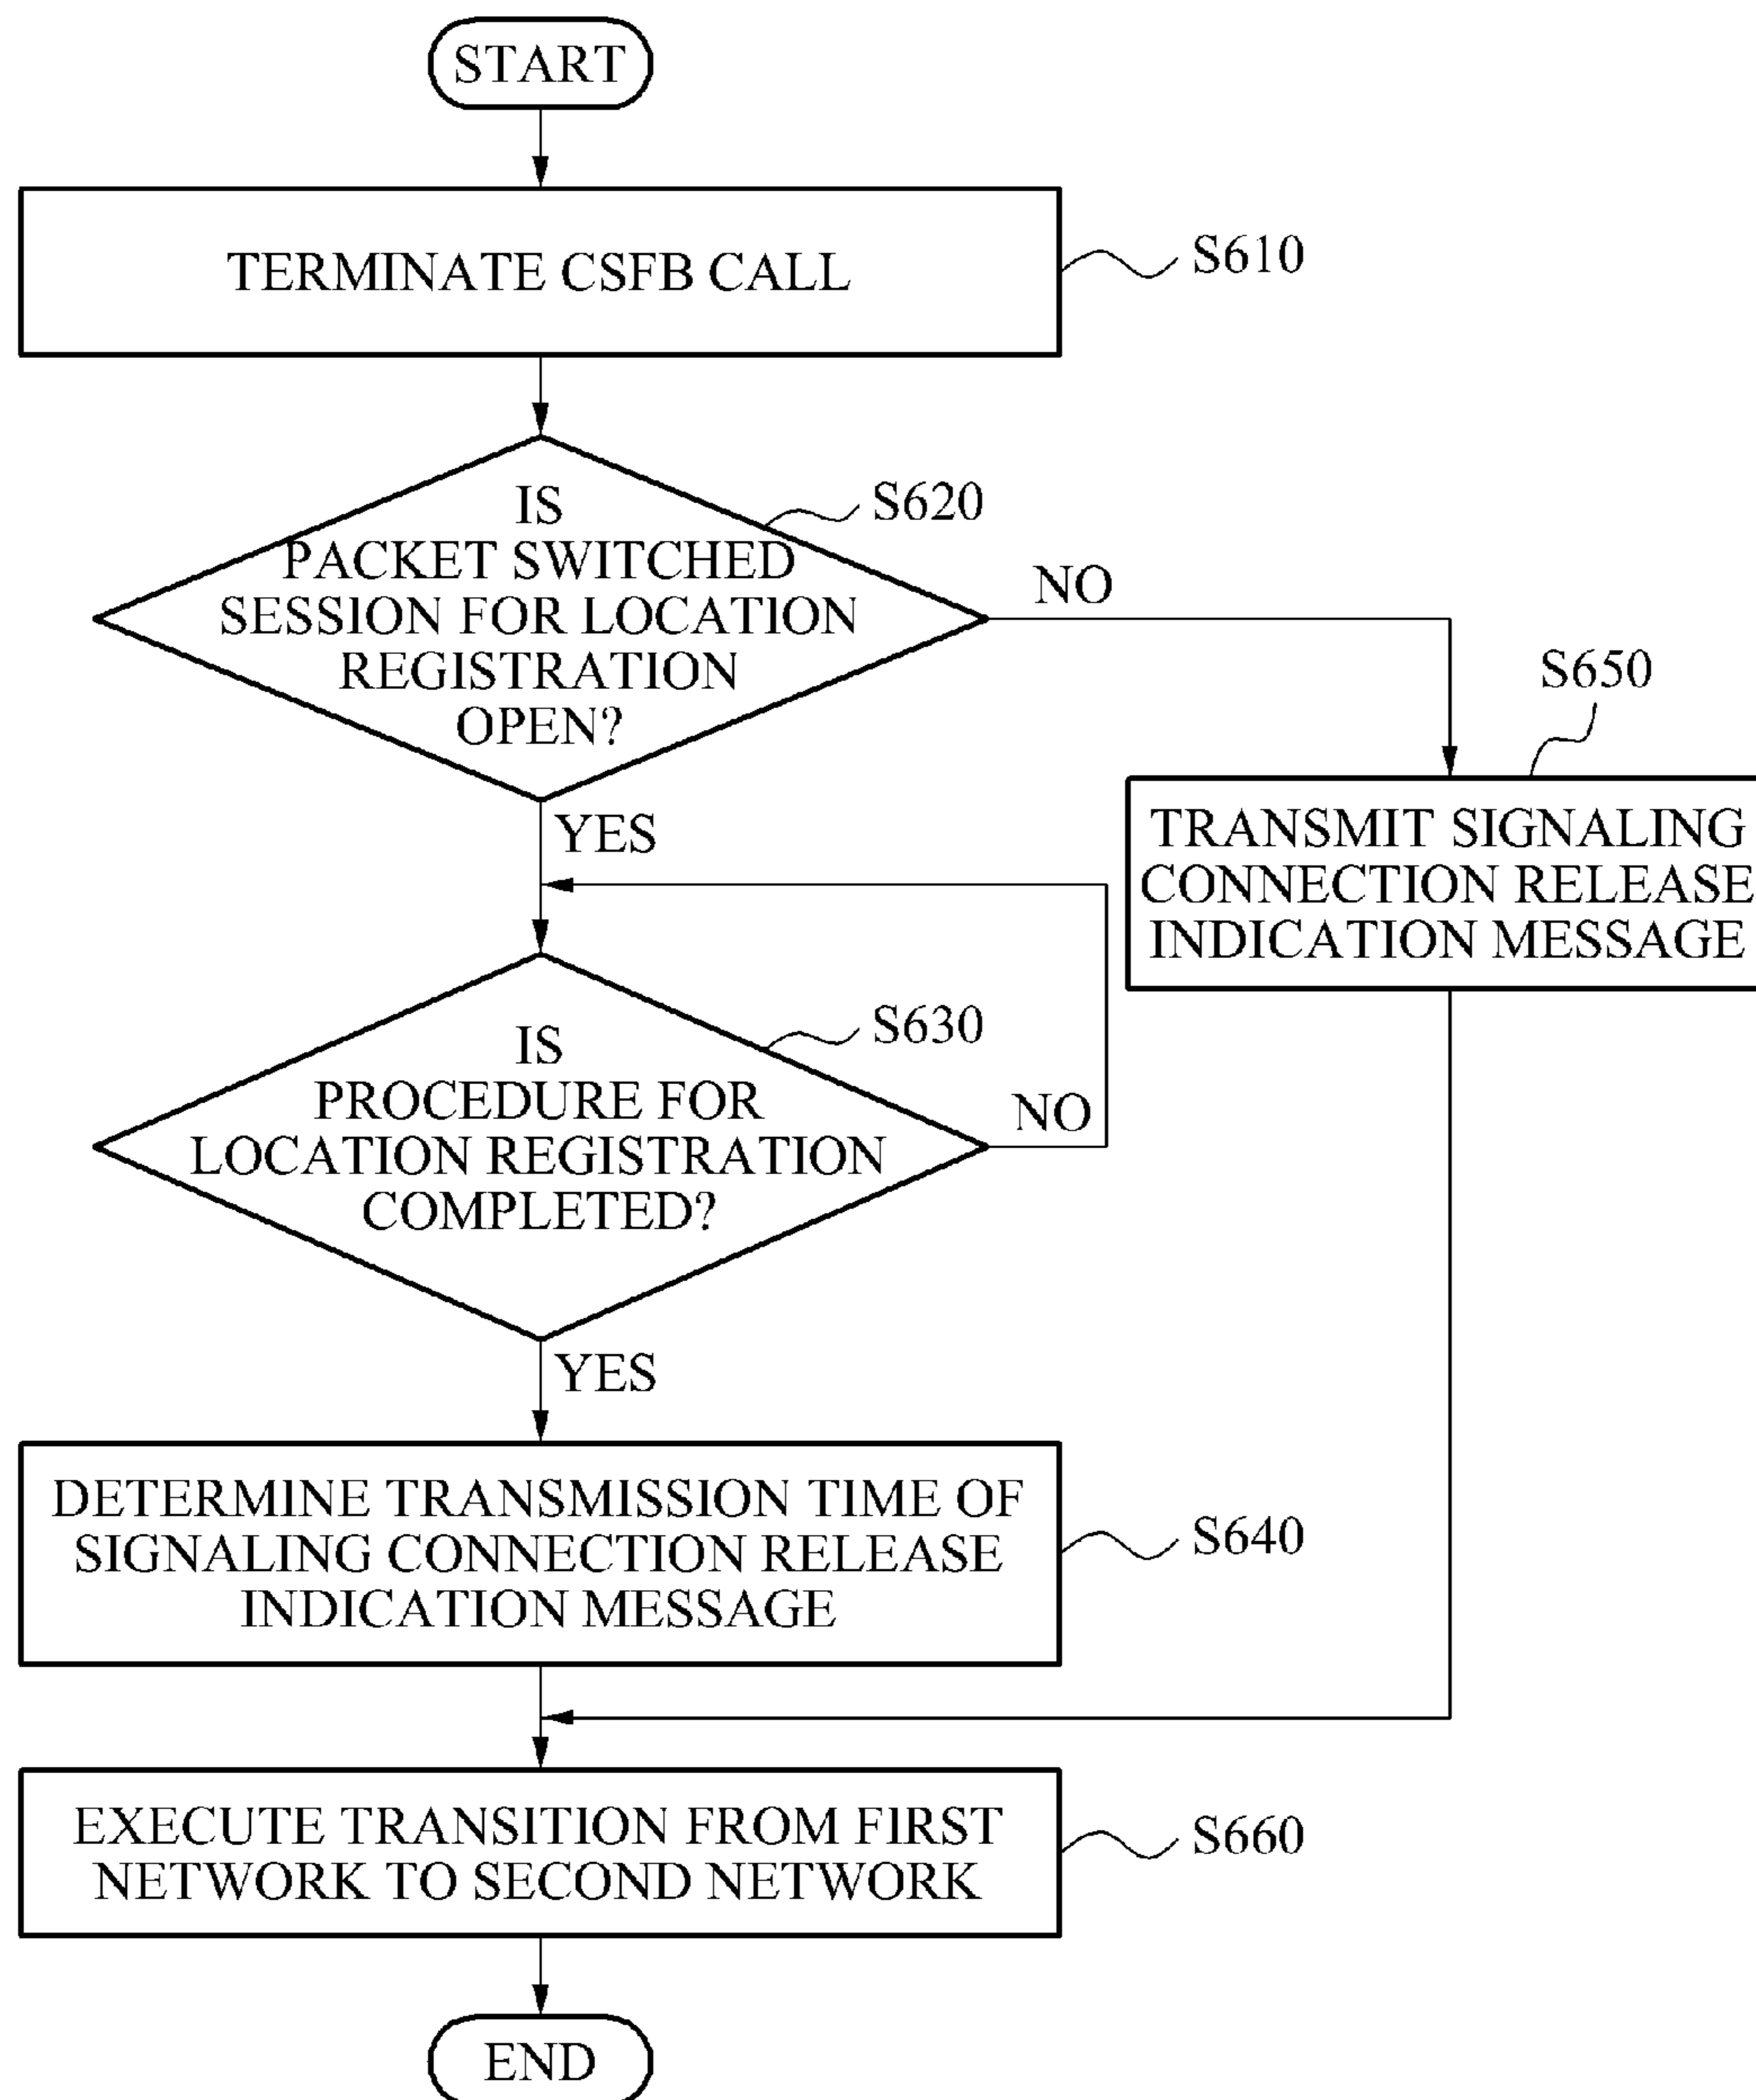 START
TERMINATE CSFB CALL
S610
IS
PACKET SWITCHED
SESSION FOR LOCATION
REGISTRATION
OPEN?
S620
NO
YES
S650
TRANSMIT SIGNALING
CONNECTION RELEASE
INDICATION MESSAGE
IS
PROCEDURE FOR
LOCATION REGISTRATION
COMPLETED?
S630
NO
YES
DETERMINE TRANSMISSION TIME OF
SIGNALING CONNECTION RELEASE
INDICATION MESSAGE
S640
EXECUTE TRANSITION FROM FIRST
NETWORK TO SECOND NETWORK
S660
END